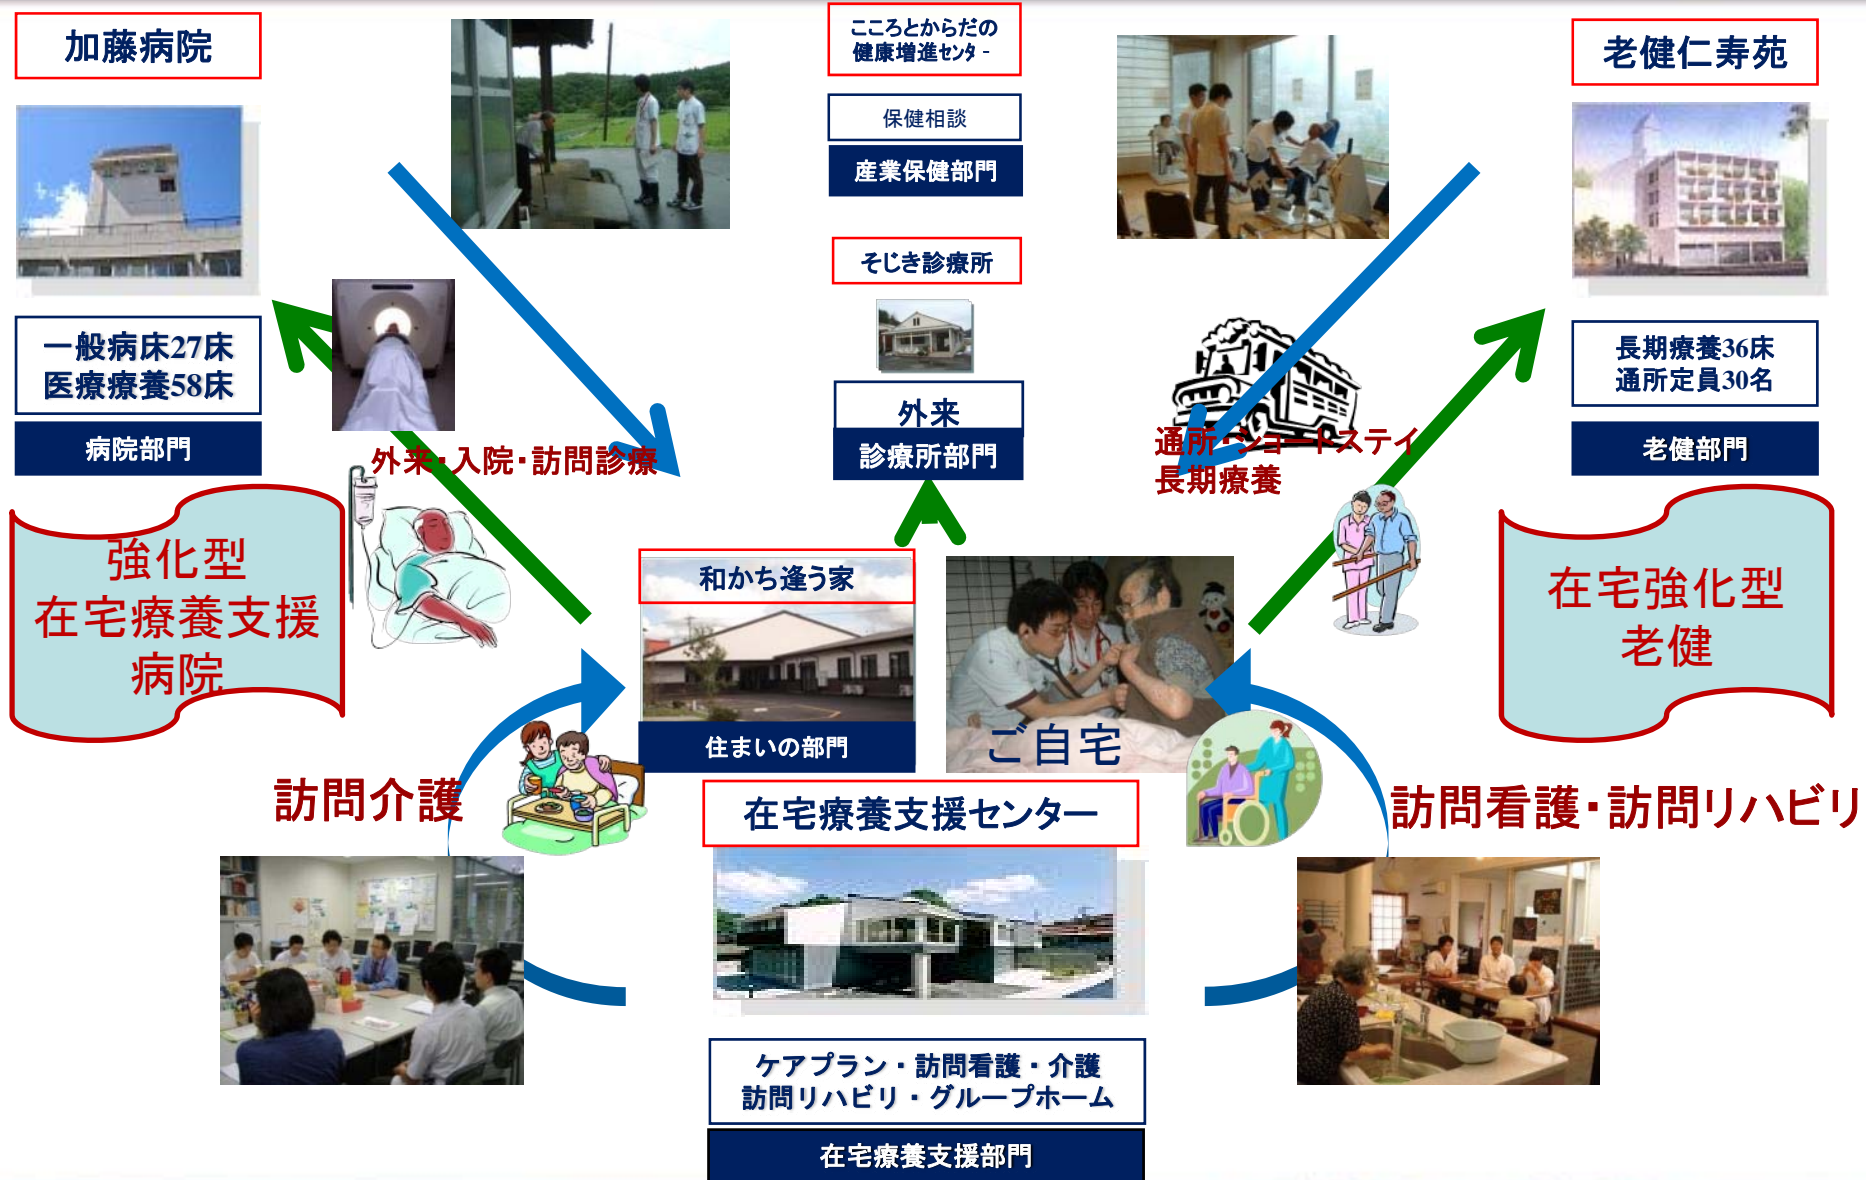 加藤病院
一般病床27床
医療療養58床
病院部門
強化型
在宅療養支援
病院
こころとからだの
健康増進ｾﾝﾀ-
保健相談
産業保健部門
そじき診療所
外来
診療所部門
老健仁寿苑
長期療養36床
通所定員30名
老健部門
在宅強化型
老健
外来・入院・訪問診療
通所・ショートステイ
長期療養
和かち逢う家
住まいの部門
ご自宅
訪問介護
訪問看護・訪問リハビリ
在宅療養支援センター
ケアプラン・訪問看護・介護
訪問リハビリ・グループホーム
在宅療養支援部門